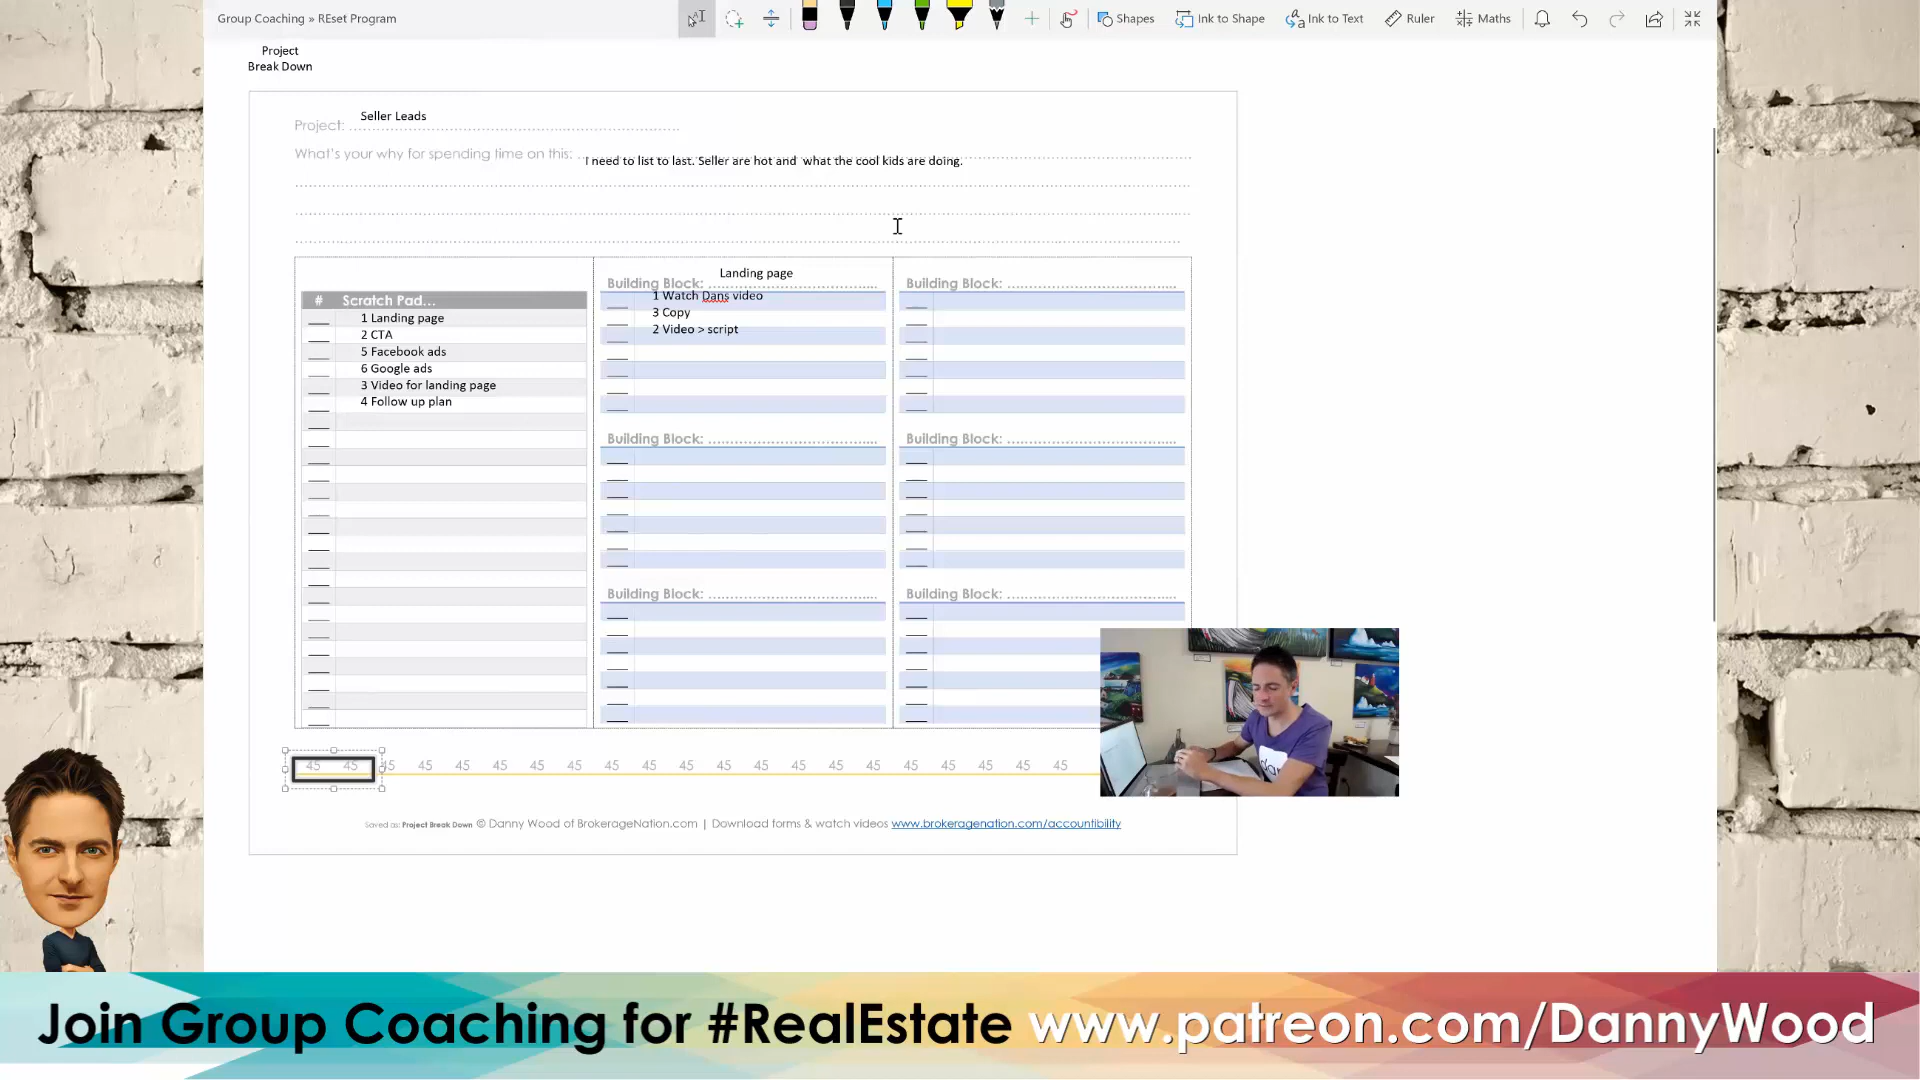 Group Coaching » REset Program
Shapes
Ink to Shape
Ink to Text
Ruler
Maths
Project
Break Down
Project: Seller Leads
What's your why for spending time on this: I need to list to last. Seller are hot and what the cool kids are doing.
# Scratch Pad...
1 Landing page
2 CTA
5 Facebook ads
6 Google ads
3 Video for landing page
4 Follow up plan
Building Block: Landing page
1 Watch Dans video
3 Copy
2 Video > script
Building Block:
Building Block:
Building Block:
Building Block:
Building Block:
45 45 45 45 45 45 45 45 45 45 45 45 45 45 45 45 45 45 45 45 45
Saved as: Project Break Down © Danny Wood of BrokerageNation.com | Download forms & watch videos www.brokeragenation.com/accountibility
Join Group Coaching for #RealEstate www.patreon.com/DannyWood